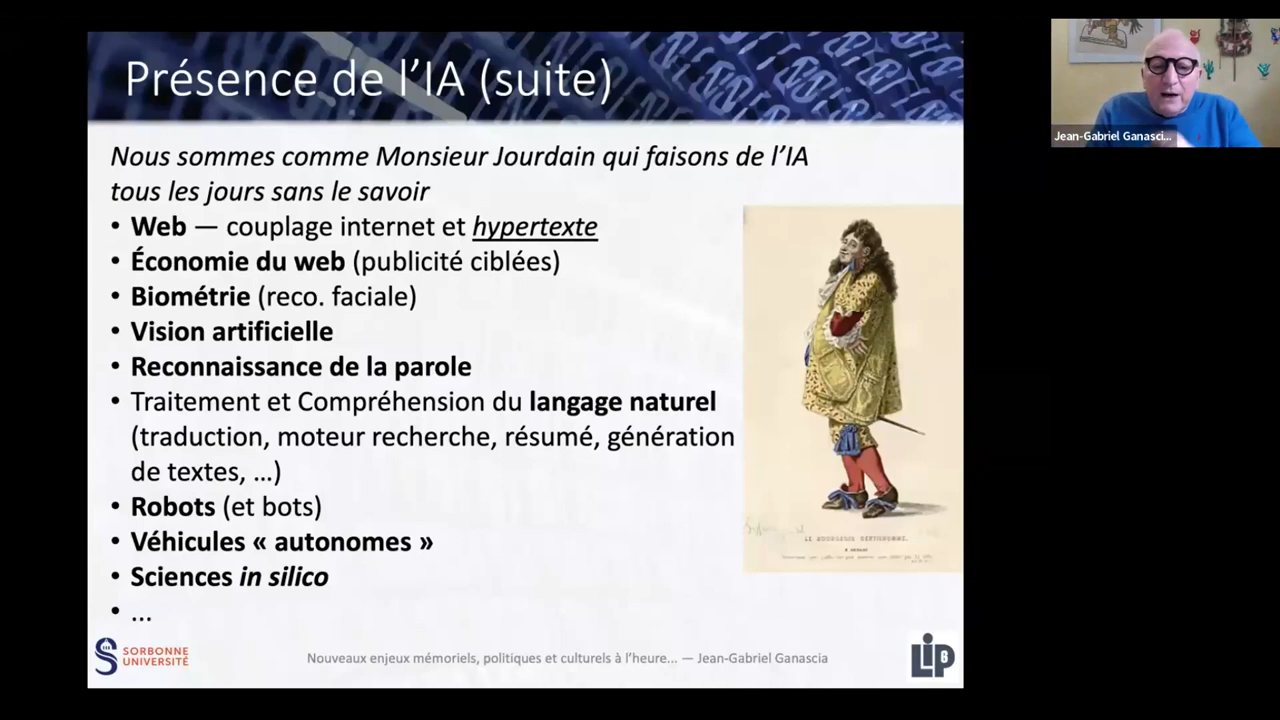 Présence de l'IA (suite)
Nous sommes comme Monsieur Jourdain qui faisons de l'IA
tous les jours sans le savoir
• Web — couplage internet et hypertexte
• Économie du web (publicité ciblées)
• Biométrie (reco. faciale)
• Vision artificielle
• Reconnaissance de la parole
• Traitement et Compréhension du langage naturel
(traduction, moteur recherche, résumé, génération
de textes, ...)
• Robots (et bots)
• Véhicules « autonomes »
• Sciences in silico
• ...
LE BOURGEOIS GENTILHOMME.
SORBONNE
UNIVERSITÉ
Nouveaux enjeux mémoriels, politiques et culturels à l'heure... — Jean-Gabriel Ganascia
LIP6
Jean-Gabriel Ganasci...